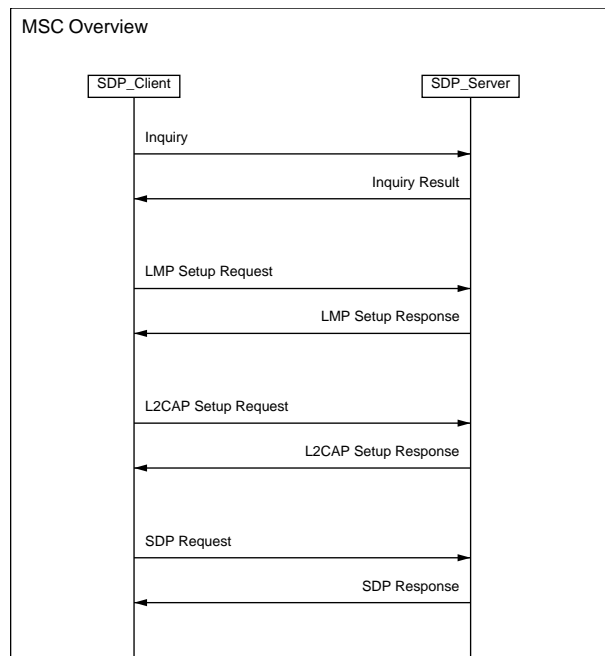 MSC Overview
SDP_Client
SDP_Server
Inquiry
Inquiry Result
LMP Setup Request
LMP Setup Response
L2CAP Setup Request
L2CAP Setup Response
SDP Request
SDP Response